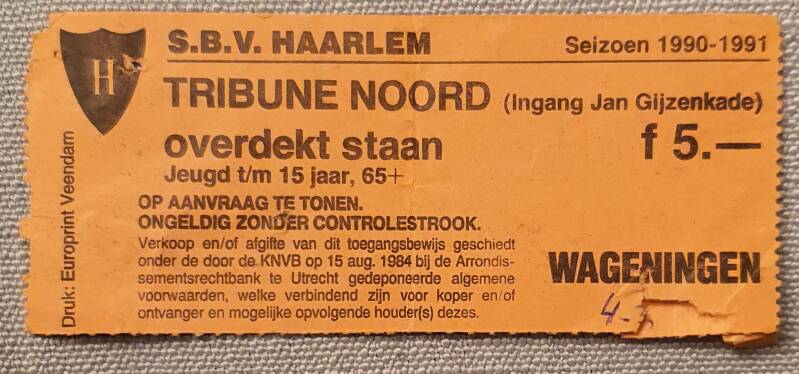 H
S.B.V. HAARLEM
Seizoen 1990-1991
TRIBUNE NOORD (Ingang Jan Gijzenkade)
overdekt staan
f 5.—
Jeugd t/m 15 jaar, 65+
OP AANVRAAG TE TONEN.
ONGELDIG ZONDER CONTROLESTROOK.
Verkoop en/of afgifte van dit toegangsbewijs geschiedt
onder de door de KNVB op 15 aug. 1984 bij de Arrondis-
sementsrechtbank te Utrecht gedeponeerde algemene
voorwaarden, welke verbindend zijn voor koper en/of
ontvanger en mogelijke opvolgende houder(s) dezes.
WAGENINGEN
4-
Druk: Europrint Veendam